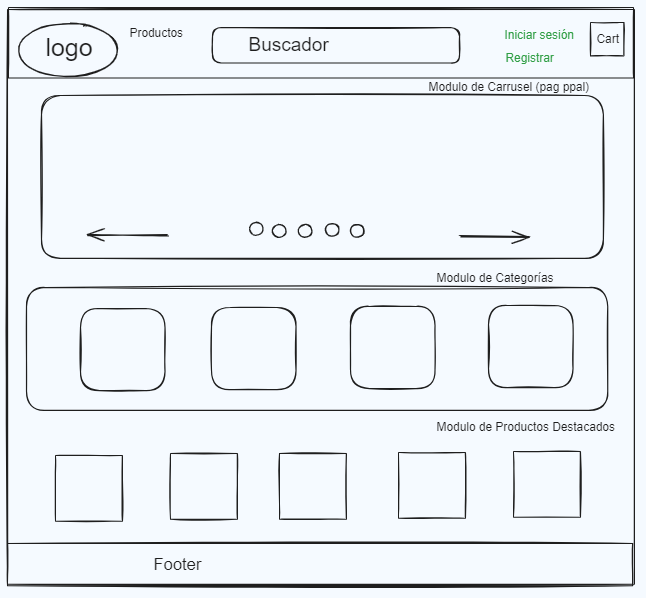 logo
Productos
Buscador
Iniciar sesión
Registrar
Cart
Modulo de Carrusel (pag ppal)
Modulo de Categorías
Modulo de Productos Destacados
Footer